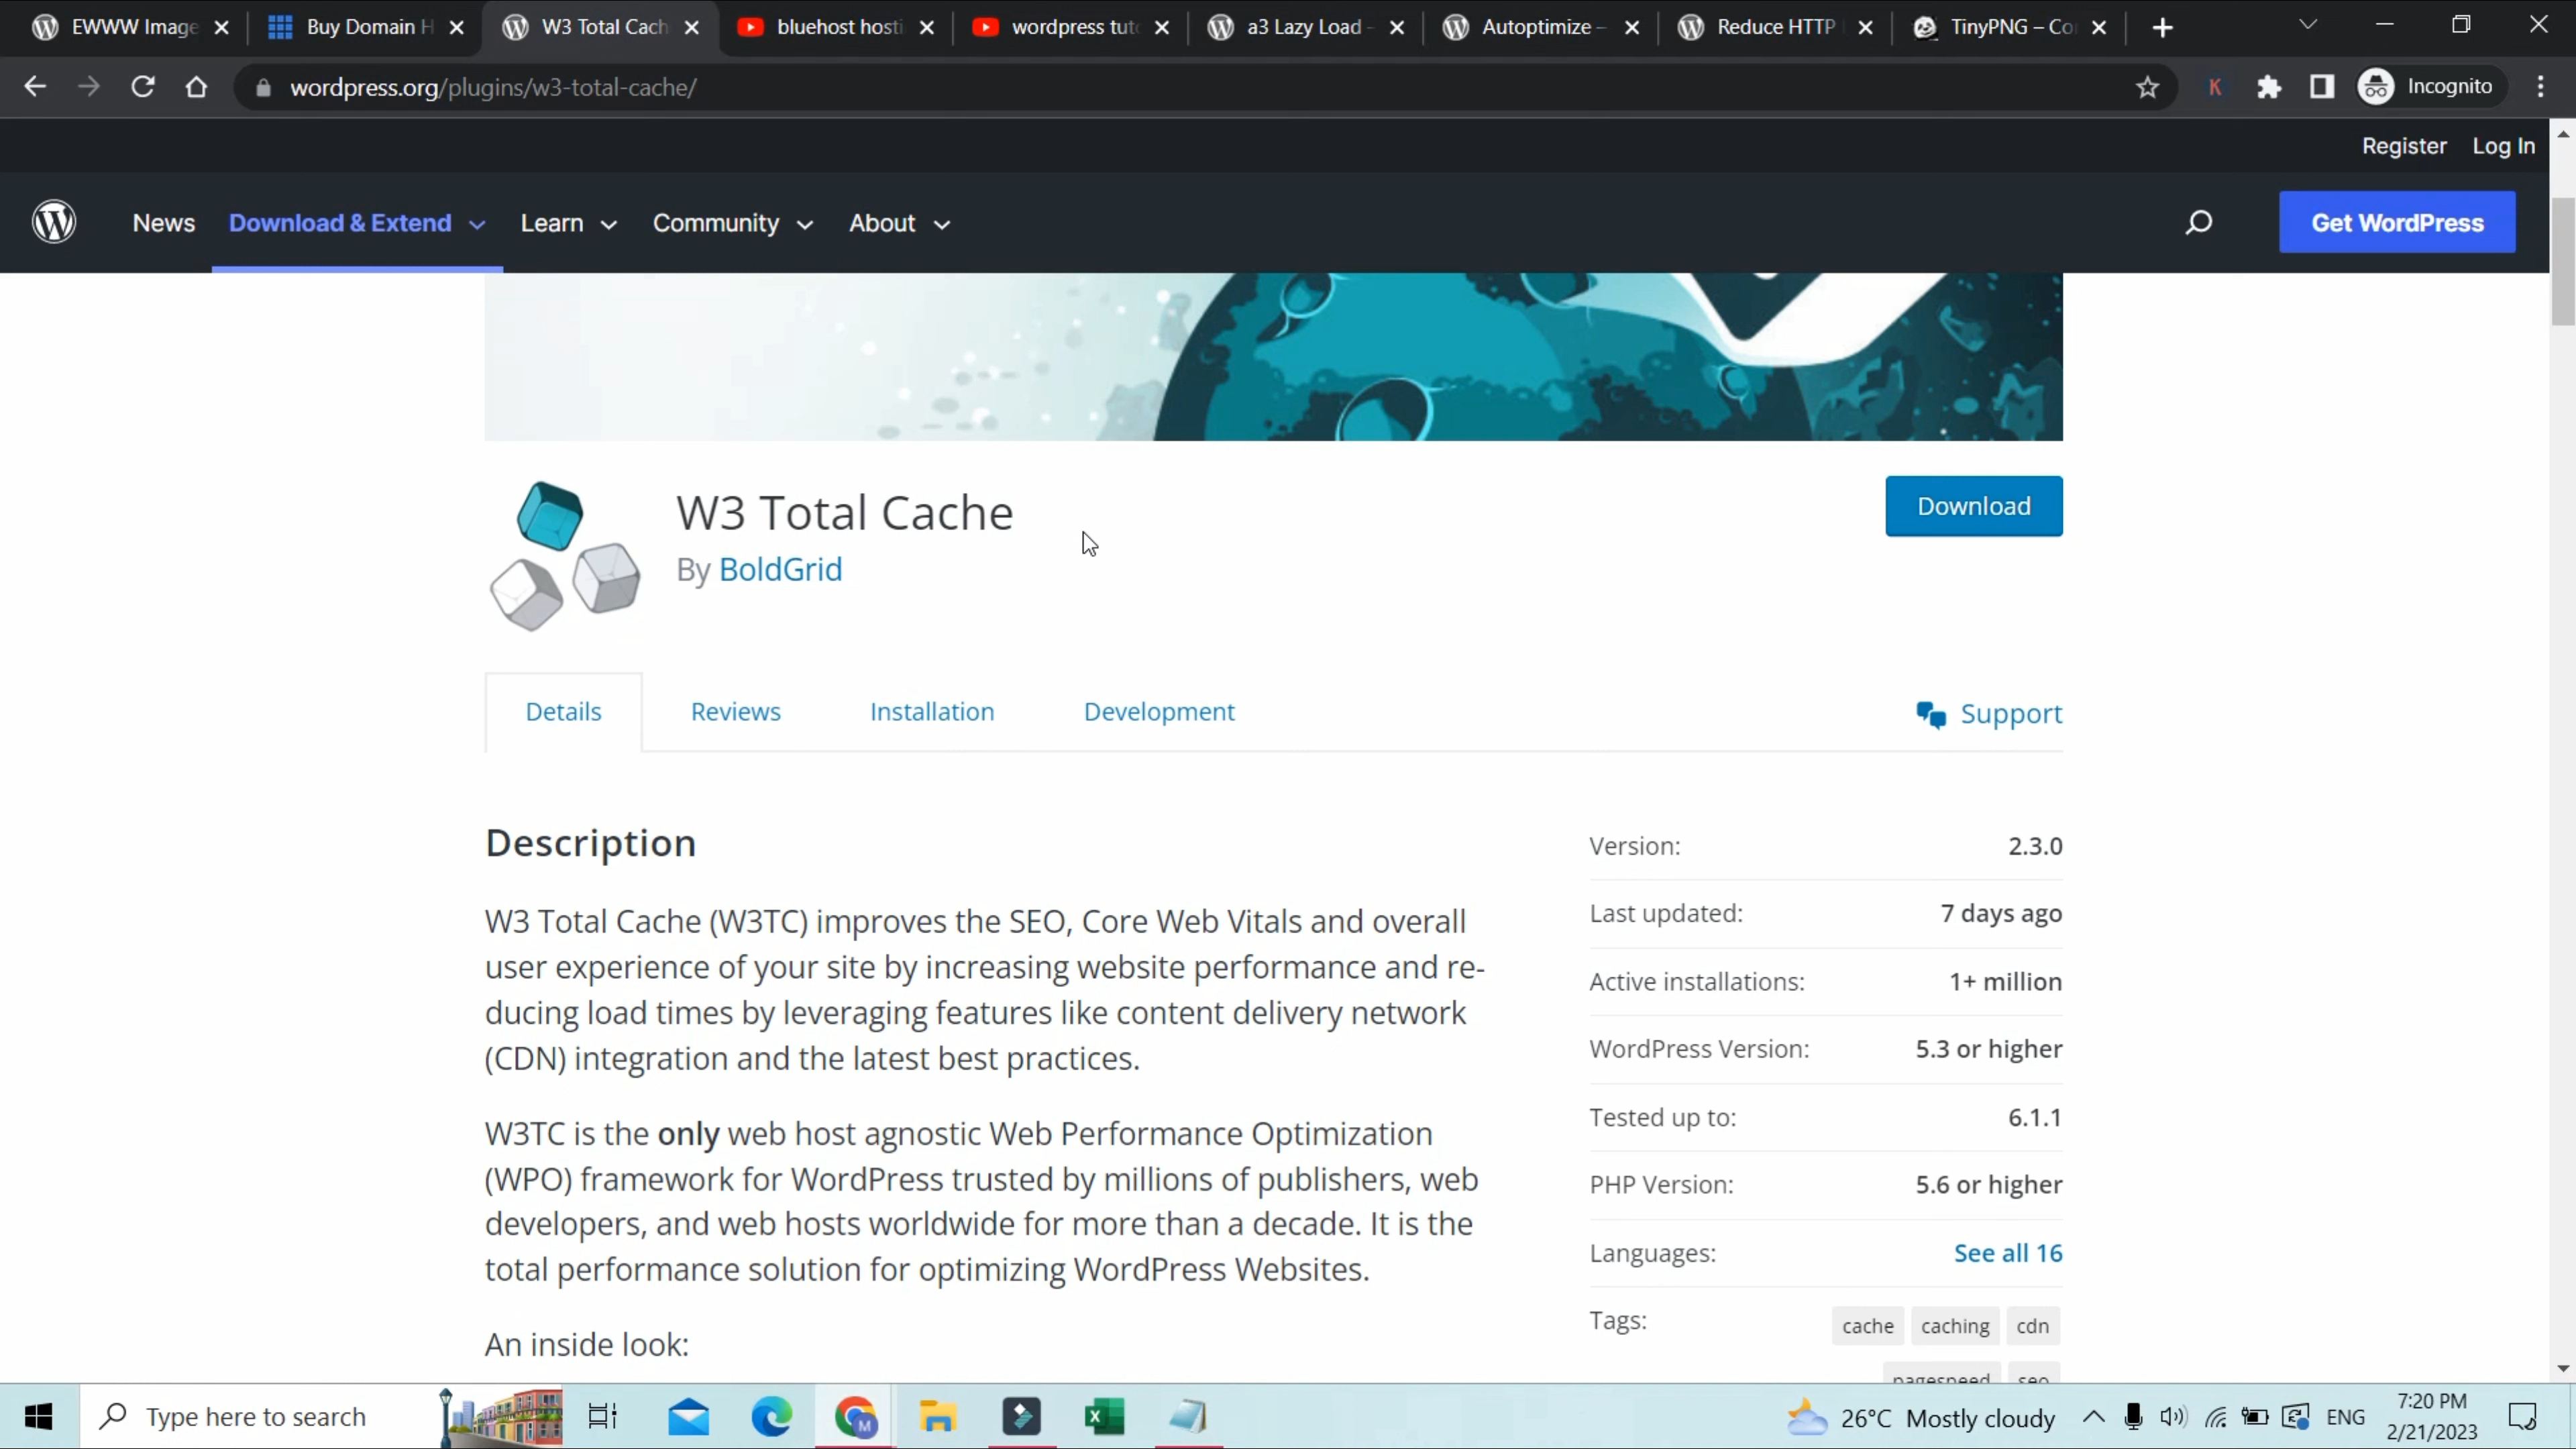 EWWW Image
Buy Domain H
W3 Total Cach
bluehost hosti
wordpress tuto
a3 Lazy Load -
Autoptimize –
Reduce HTTP
TinyPNG – Co
wordpress.org/plugins/w3-total-cache/
K
Incognito
Register Log In
News Download & Extend Learn Community About
Get WordPress
W3 Total Cache
By BoldGrid
Download
Details Reviews Installation Development
Support
Description
W3 Total Cache (W3TC) improves the SEO, Core Web Vitals and overall
user experience of your site by increasing website performance and re-
ducing load times by leveraging features like content delivery network
(CDN) integration and the latest best practices.
W3TC is the only web host agnostic Web Performance Optimization
(WPO) framework for WordPress trusted by millions of publishers, web
developers, and web hosts worldwide for more than a decade. It is the
total performance solution for optimizing WordPress Websites.
An inside look:
Version: 2.3.0
Last updated: 7 days ago
Active installations: 1+ million
WordPress Version: 5.3 or higher
Tested up to: 6.1.1
PHP Version: 5.6 or higher
Languages: See all 16
Tags: cache caching cdn
pagespeed seo
Type here to search
M
26°C Mostly cloudy
ENG
7:20 PM
2/21/2023